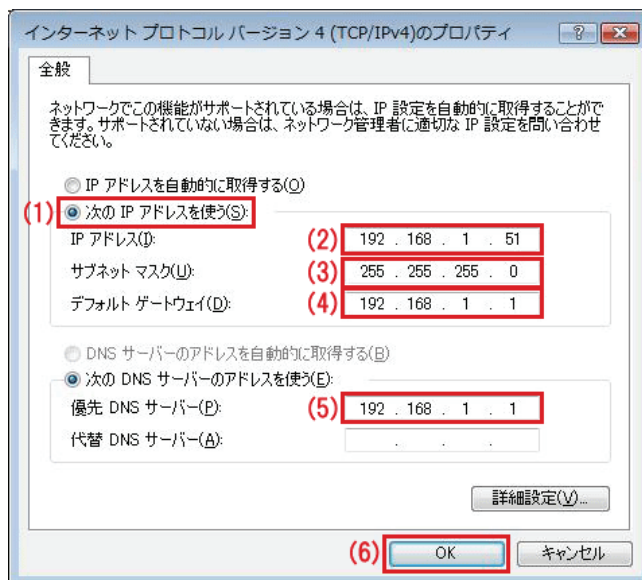 インターネット プロトコル バージョン 4 (TCP/IPv4)のプロパティ
全般
ネットワークでこの機能がサポートされている場合は、IP 設定を自動的に取得することがで
きます。サポートされていない場合は、ネットワーク管理者に適切な IP 設定を問い合わせ
てください。
IP アドレスを自動的に取得する(O)
(1) 次の IP アドレスを使う(S):
IP アドレス(I): (2) 192 . 168 . 1 . 51
サブネット マスク(U): (3) 255 . 255 . 255 . 0
デフォルト ゲートウェイ(D): (4) 192 . 168 . 1 . 1
DNS サーバーのアドレスを自動的に取得する(B)
次の DNS サーバーのアドレスを使う(E):
優先 DNS サーバー(P): (5) 192 . 168 . 1 . 1
代替 DNS サーバー(A): . . .
詳細設定(V)...
(6) OK キャンセル